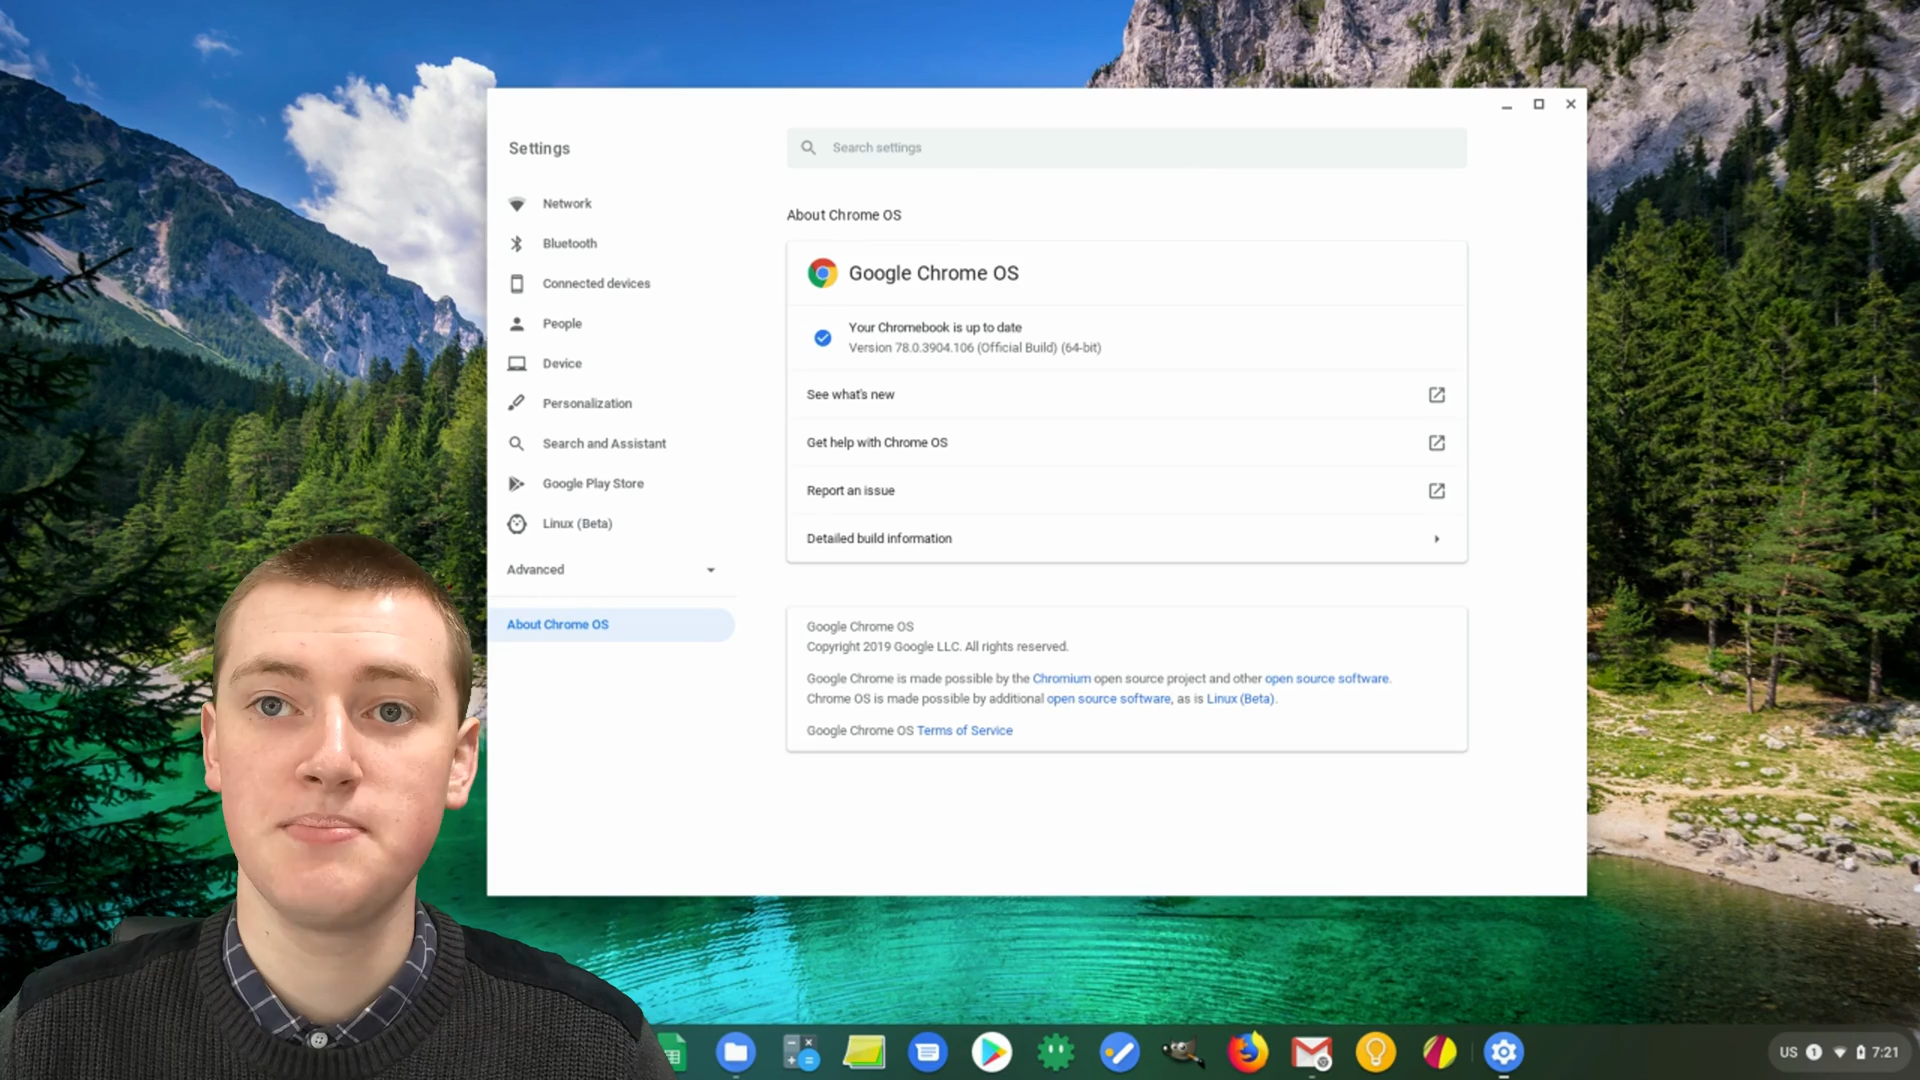 Settings
Search settings
Network
Bluetooth
Connected devices
People
Device
Personalization
Search and Assistant
Google Play Store
Linux (Beta)
Advanced
About Chrome OS
About Chrome OS
Google Chrome OS
Your Chromebook is up to date
Version 78.0.3904.106 (Official Build) (64-bit)
See what's new
Get help with Chrome OS
Report an issue
Detailed build information
Google Chrome OS
Copyright 2019 Google LLC. All rights reserved.
Google Chrome is made possible by the Chromium open source project and other open source software.
Chrome OS is made possible by additional open source software, as is Linux (Beta).
Google Chrome OS Terms of Service
US 1 7:21